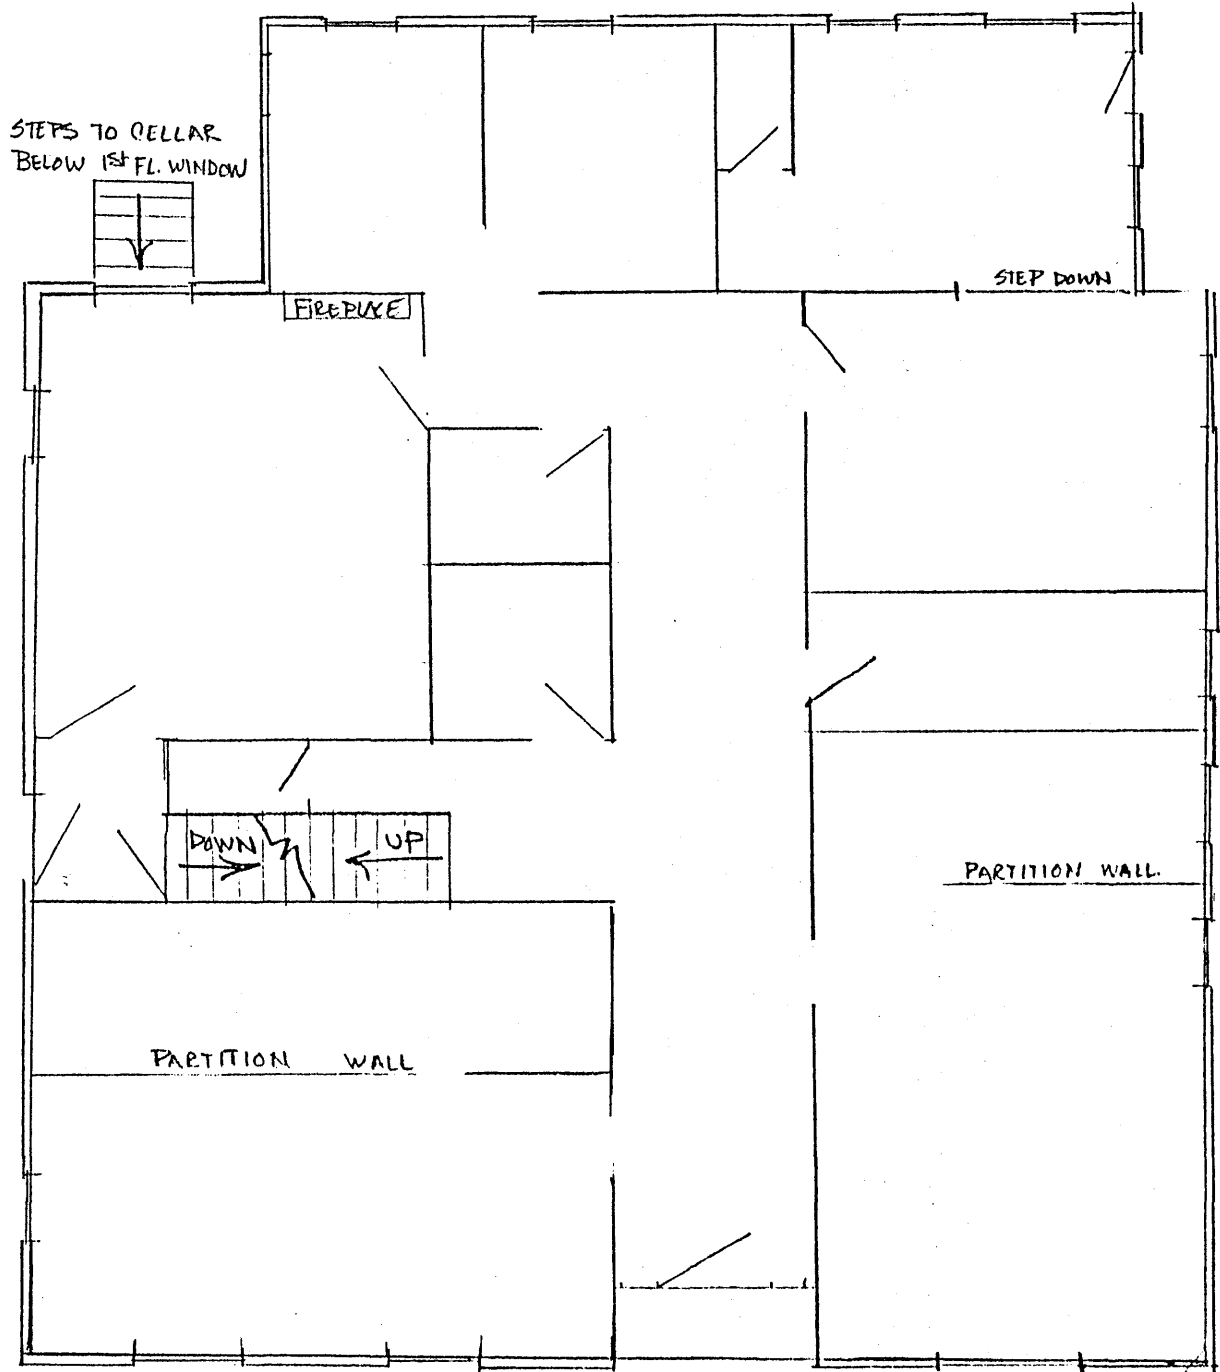 STEPS TO CELLAR
BELOW 1st FL. WINDOW
STEP DOWN
FIREPLACE
DOWN
UP
PARTITION WALL.
PARTITION WALL